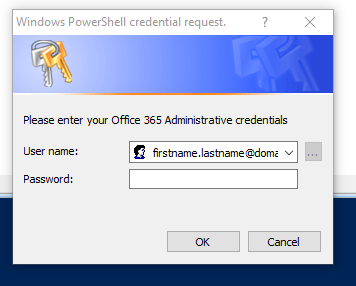 Windows PowerShell credential request.
Please enter your Office 365 Administrative credentials
User name:
firstname.lastname@doma
...
Password:
OK
Cancel